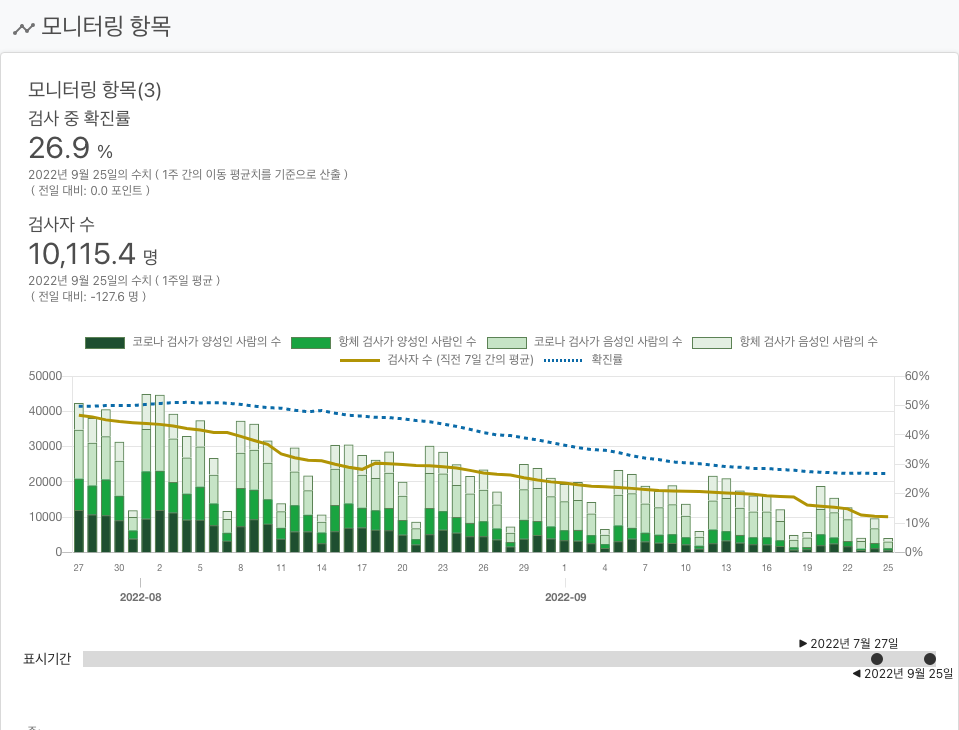 모니터링 항목
모니터링 항목(3)
검사 중 확진률
26.9 %
2022년 9월 25일의 수치 ( 1주 간의 이동 평균치를 기준으로 산출 )
( 전일 대비: 0.0 포인트 )
검사자 수
10,115.4 명
2022년 9월 25일의 수치 ( 1주일 평균 )
( 전일 대비: -127.6 명 )
코로나 검사가 양성인 사람의 수 항체 검사가 양성인 사람인 수 코로나 검사가 음성인 사람의 수 항체 검사가 음성인 사람의 수
검사자 수 (직전 7일 간의 평균) 확진률
50000 60%
40000 50%
30000 40%
20000 30%
10000 20%
0 10%
0%
27 30 2 5 8 11 14 17 20 23 26 29 1 4 7 10 13 16 19 22 25
2022-08 2022-09
▶ 2022년 7월 27일
표시기간
◀ 2022년 9월 25일